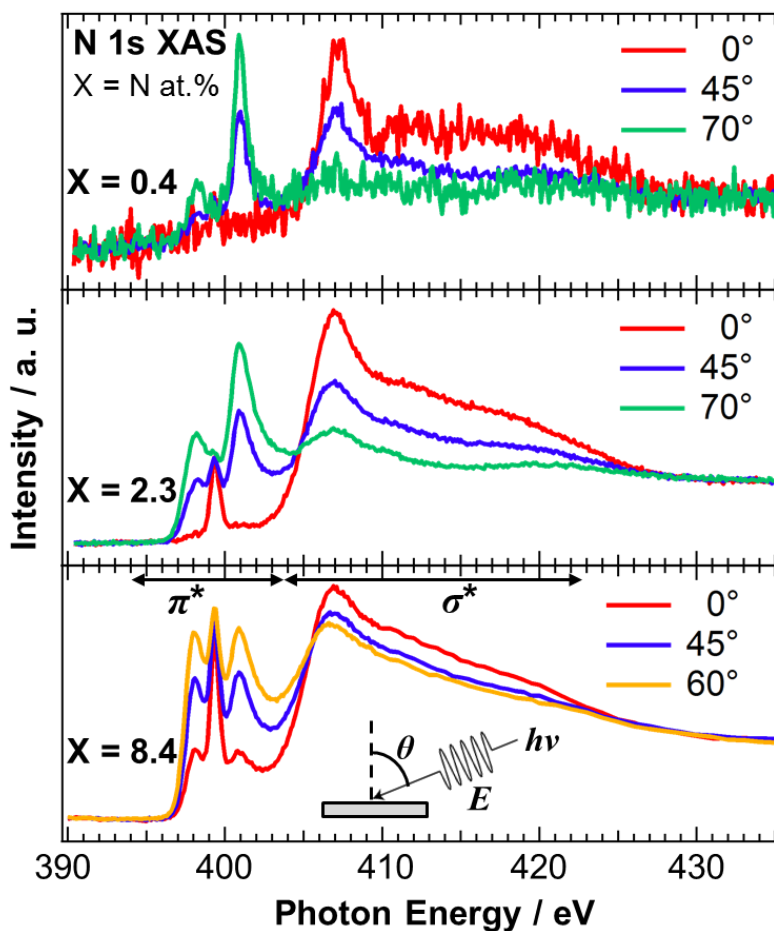 N 1s XAS
X = N at.%
0°
45°
70°
X = 0.4
0°
45°
70°
X = 2.3
π*
σ*
0°
45°
60°
X = 8.4
θ
hν
E
390
400
410
420
430
Photon Energy / eV
Intensity / a. u.